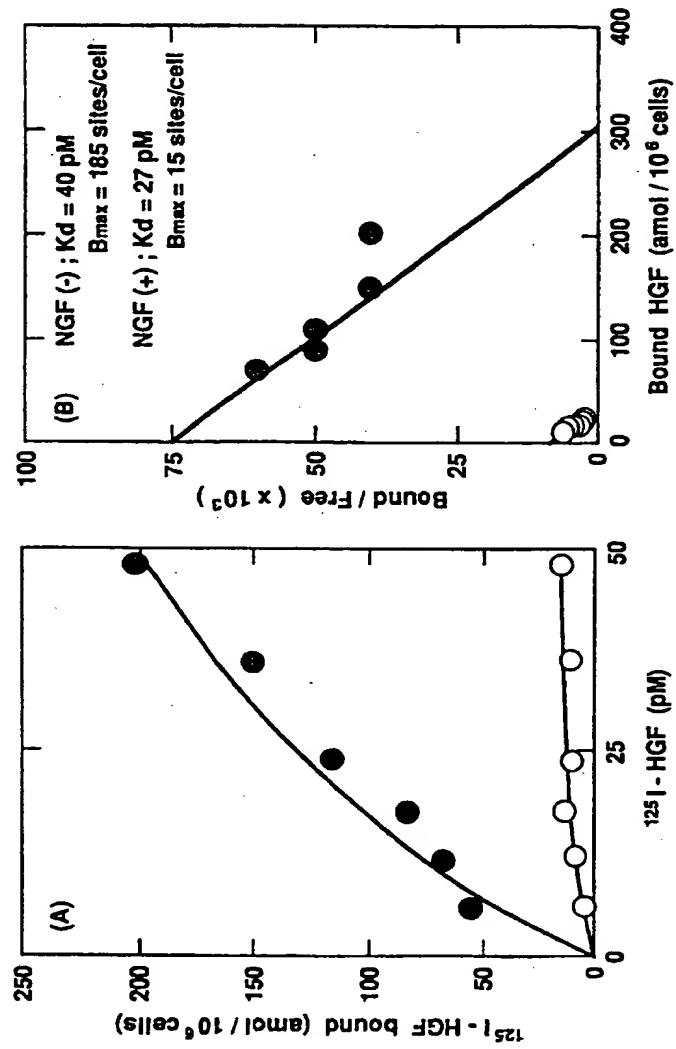 (A)
250
200
150
100
50
0
¹²⁵I - HGF bound (amol / 10⁶ cells)
0
25
50
¹²⁵I - HGF (pM)
(B)
NGF (-) ; Kd = 40 pM
Bmax = 185 sites/cell
NGF (+) ; Kd = 27 pM
Bmax = 15 sites/cell
100
75
50
25
0
Bound / Free ( x 10³ )
0
100
200
300
400
Bound HGF (amol / 10⁶ cells)